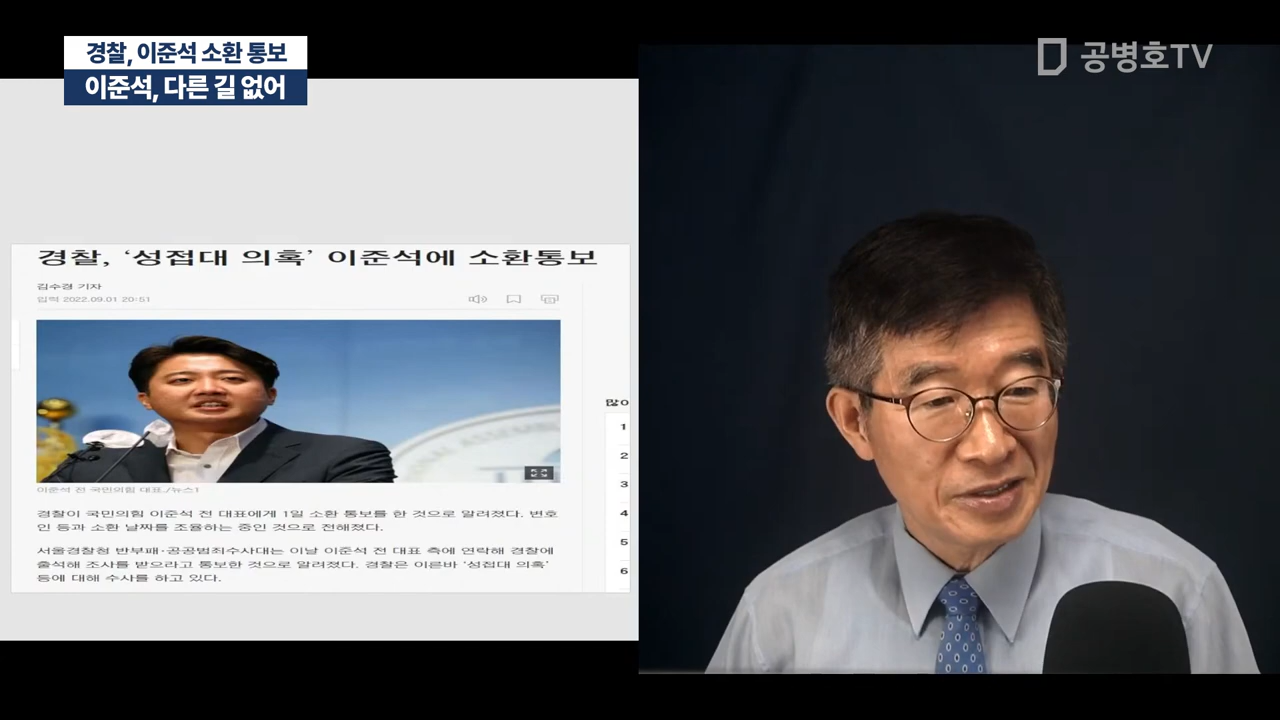 경찰, 이준석 소환 통보
이준석, 다른 길 없어
공병호TV
경찰, ‘성접대 의혹’ 이준석에 소환통보
김수경 기자
입력 2022.09.01 20:51
이준석 전 국민의힘 대표./뉴스1
경찰이 국민의힘 이준석 전 대표에게 1일 소환 통보를 한 것으로 알려졌다. 변호
인 등과 소환 날짜를 조율하는 중인 것으로 전해졌다.
서울경찰청 반부패·공공범죄수사대는 이날 이준석 전 대표 측에 연락해 경찰에
출석해 조사를 받으라고 통보한 것으로 알려졌다. 경찰은 이른바 ‘성접대 의혹’
등에 대해 수사를 하고 있다.
많이
1
2
3
4
5
6